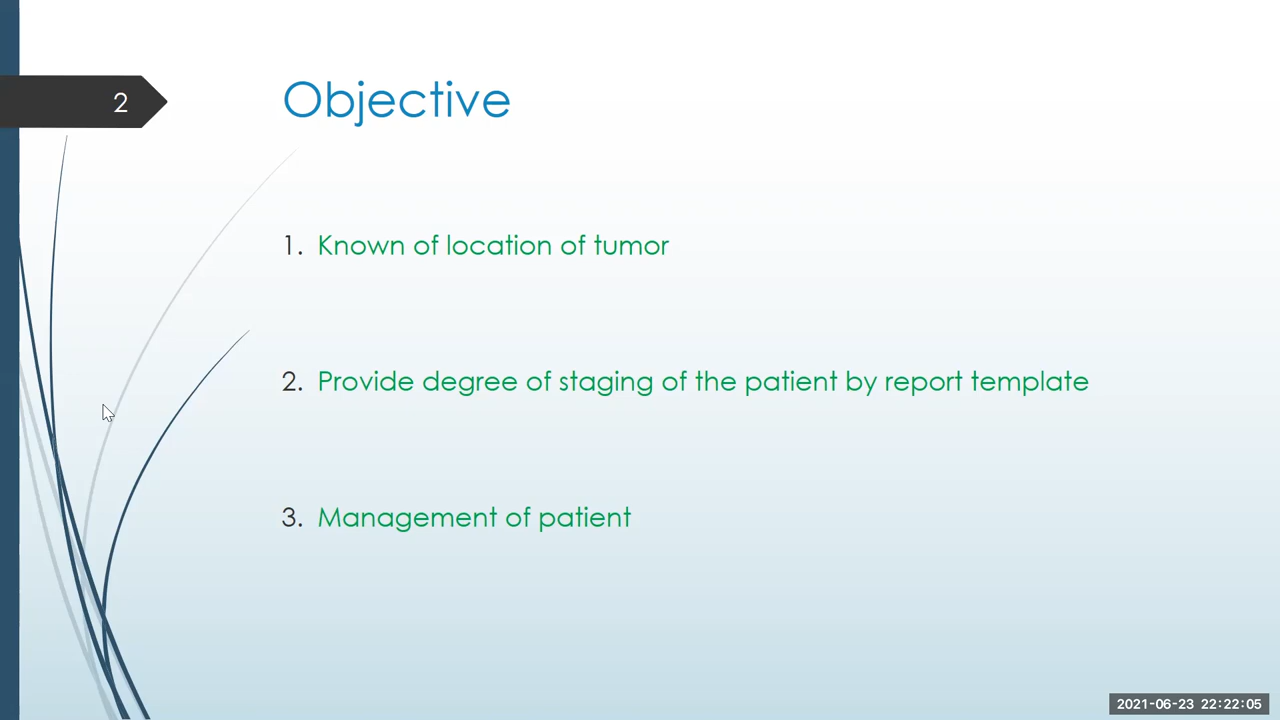 2
Objective
1. Known of location of tumor
2. Provide degree of staging of the patient by report template
3. Management of patient
2021-06-23 22:22:05